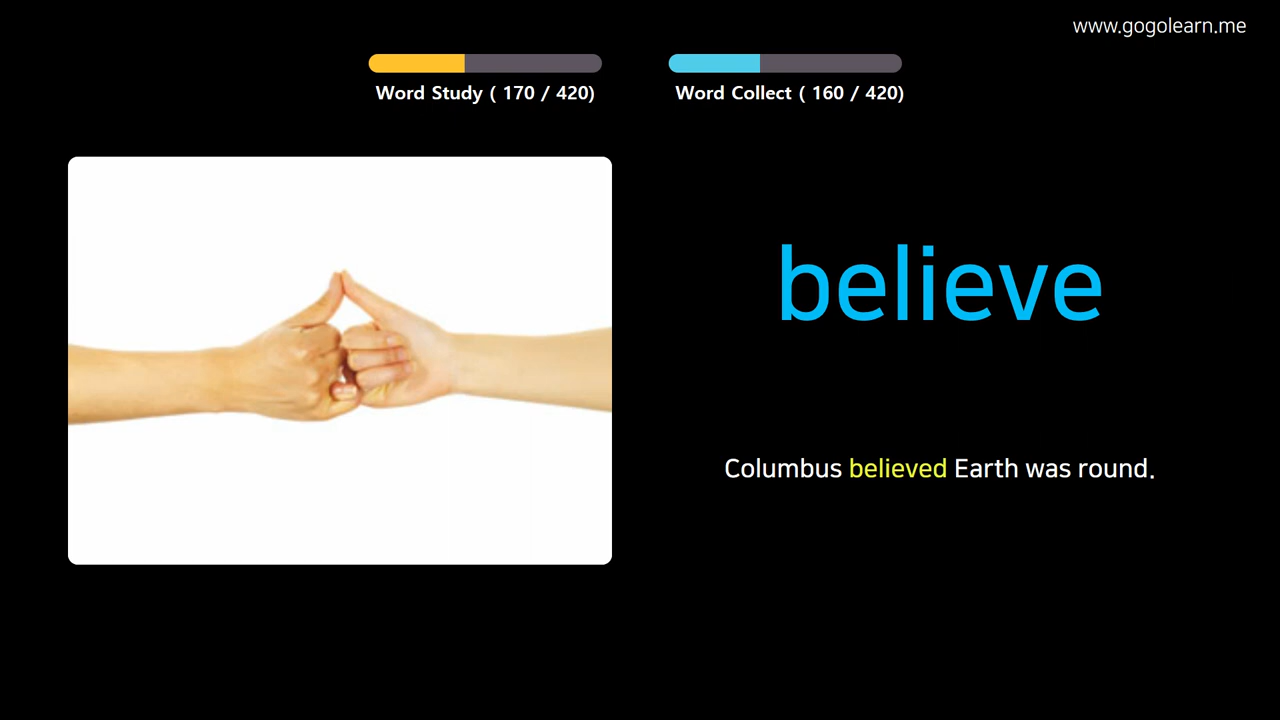 www.gogolearn.me
Word Study ( 170 / 420)
Word Collect ( 160 / 420)
believe
Columbus believed Earth was round.